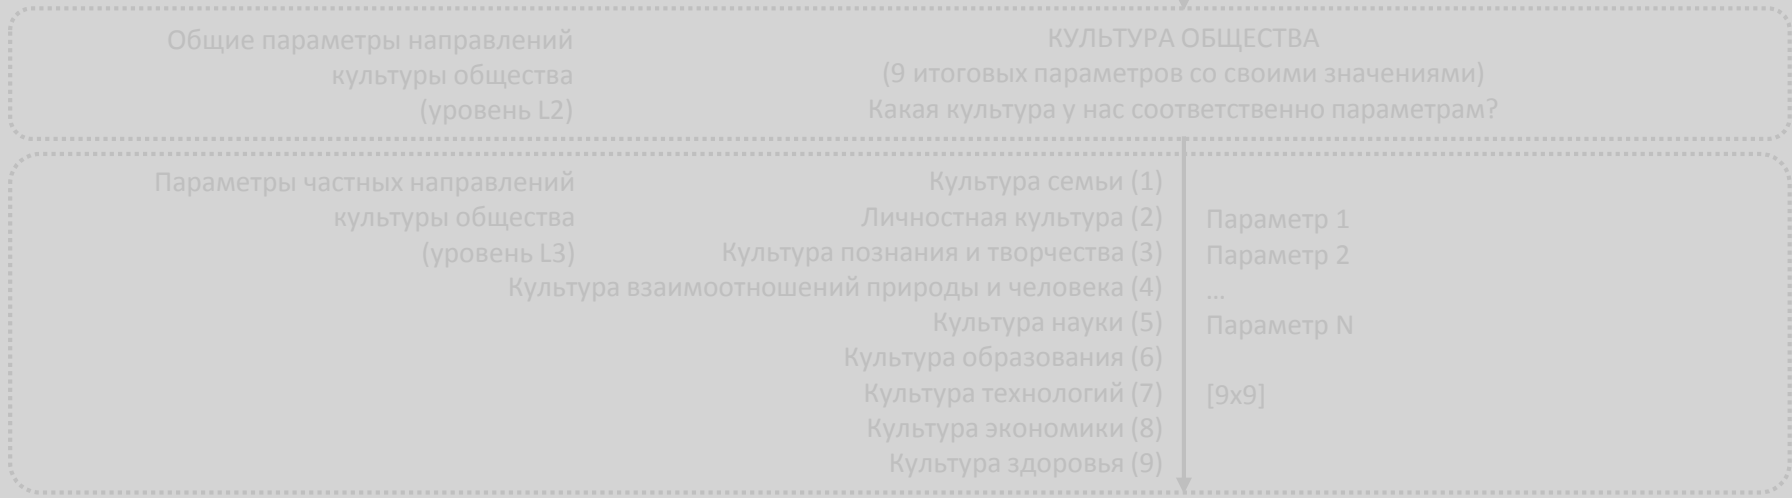 Общие параметры направлений
культуры общества
(уровень L2)
КУЛЬТУРА ОБЩЕСТВА
(9 итоговых параметров со своими значениями)
Какая культура у нас соответственно параметрам?
Параметры частных направлений
культуры общества
(уровень L3)
Культура семьи (1)
Личностная культура (2)
Культура познания и творчества (3)
Культура взаимоотношений природы и человека (4)
Культура науки (5)
Культура образования (6)
Культура технологий (7)
Культура экономики (8)
Культура здоровья (9)
Параметр 1
Параметр 2
...
Параметр N
[9x9]